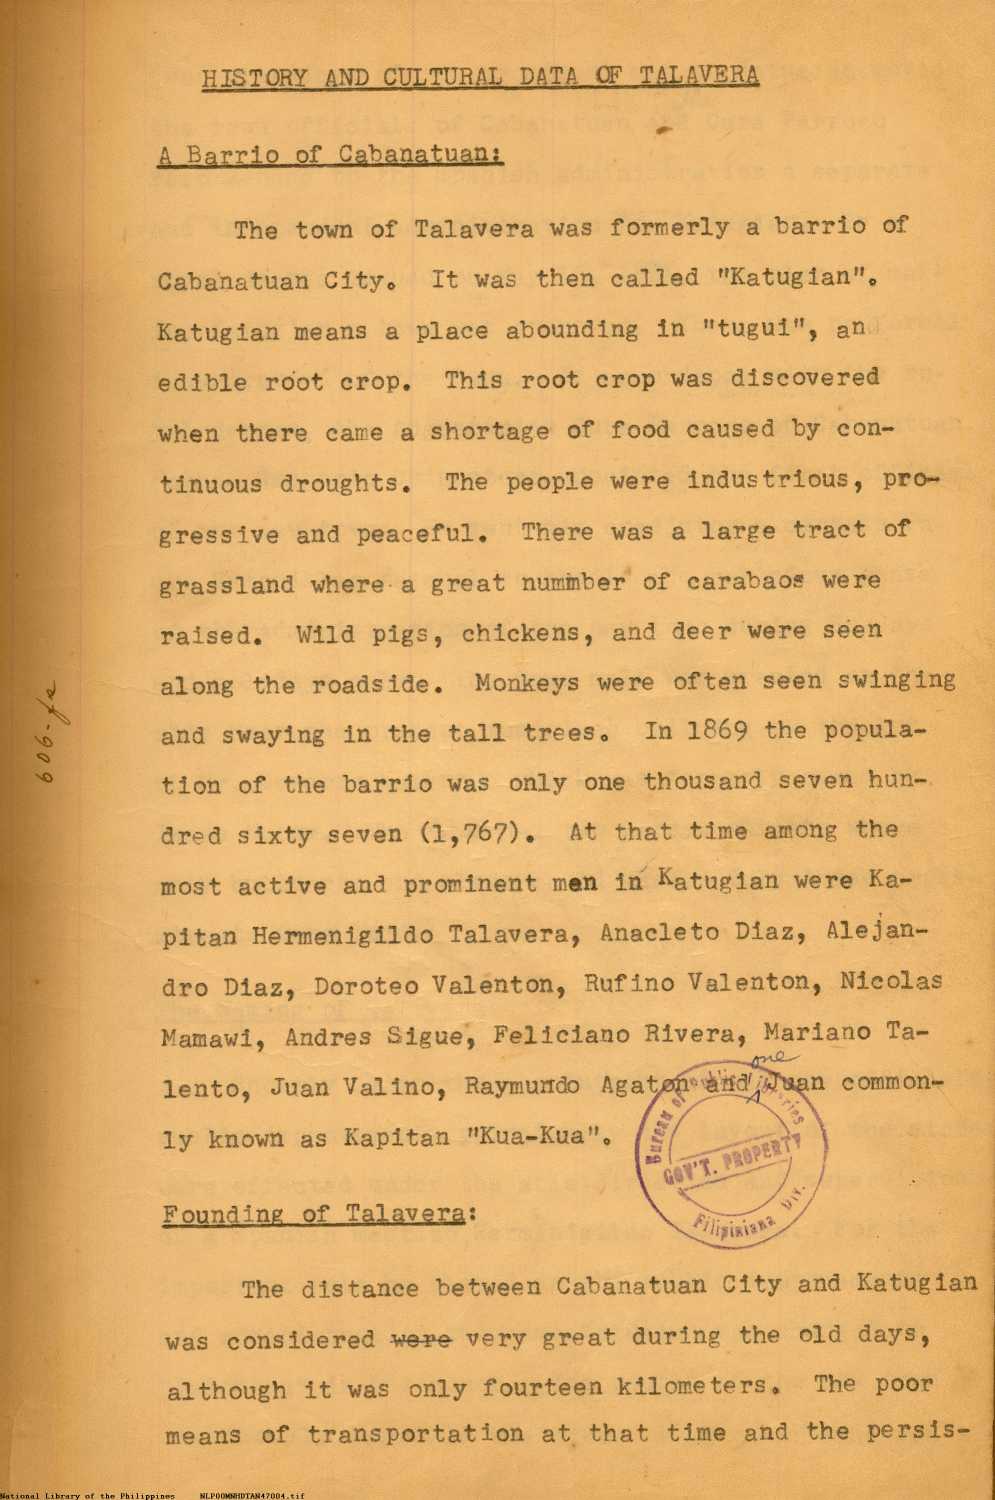 HISTORY AND CULTURAL DATA OF TALAVERA
A Barrio of Cabanatuan:
The town of Talavera was formerly a barrio of
Cabanatuan City. It was then called "Katugian".
Katugian means a place abounding in "tugui", an
edible root crop. This root crop was discovered
when there came a shortage of food caused by con-
tinuous droughts. The people were industrious, pro-
gressive and peaceful. There was a large tract of
grassland where a great nummber of carabaos were
raised. Wild pigs, chickens, and deer were seen
along the roadside. Monkeys were often seen swinging
and swaying in the tall trees. In 1869 the popula-
tion of the barrio was only one thousand seven hun-
dred sixty seven (1,767). At that time among the
most active and prominent men in Katugian were Ka-
pitan Hermenigildo Talavera, Anacleto Diaz, Alejan-
dro Diaz, Doroteo Valenton, Rufino Valenton, Nicolas
Mamawi, Andres Sigue, Feliciano Rivera, Mariano Ta-
one
lento, Juan Valino, Raymundo Agaton and Juan common-
ly known as Kapitan "Kua-Kua".
Bureau of Public Libraries
GOV'T. PROPERTY
Filipiniana Div.
Founding of Talavera:
The distance between Cabanatuan City and Katugian
was considered were very great during the old days,
although it was only fourteen kilometers. The poor
means of transportation at that time and the persis-
606-fs
National Library of the Philippines NLPOOMNHDTAN47004.tif